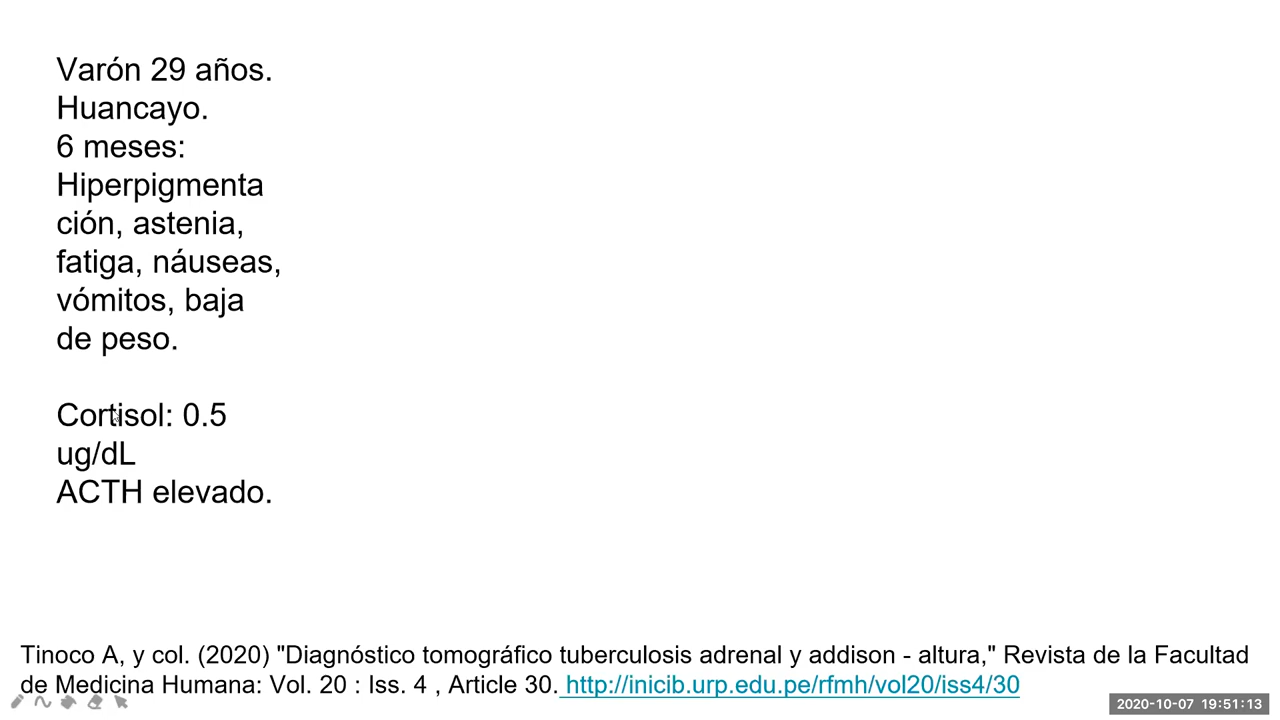 Varón 29 años.
Huancayo.
6 meses:
Hiperpigmenta
ción, astenia,
fatiga, náuseas,
vómitos, baja
de peso.
Cortisol: 0.5
ug/dL
ACTH elevado.
Tinoco A, y col. (2020) "Diagnóstico tomográfico tuberculosis adrenal y addison - altura," Revista de la Facultad
de Medicina Humana: Vol. 20 : Iss. 4 , Article 30. http://inicib.urp.edu.pe/rfmh/vol20/iss4/30
2020-10-07 19:51:13